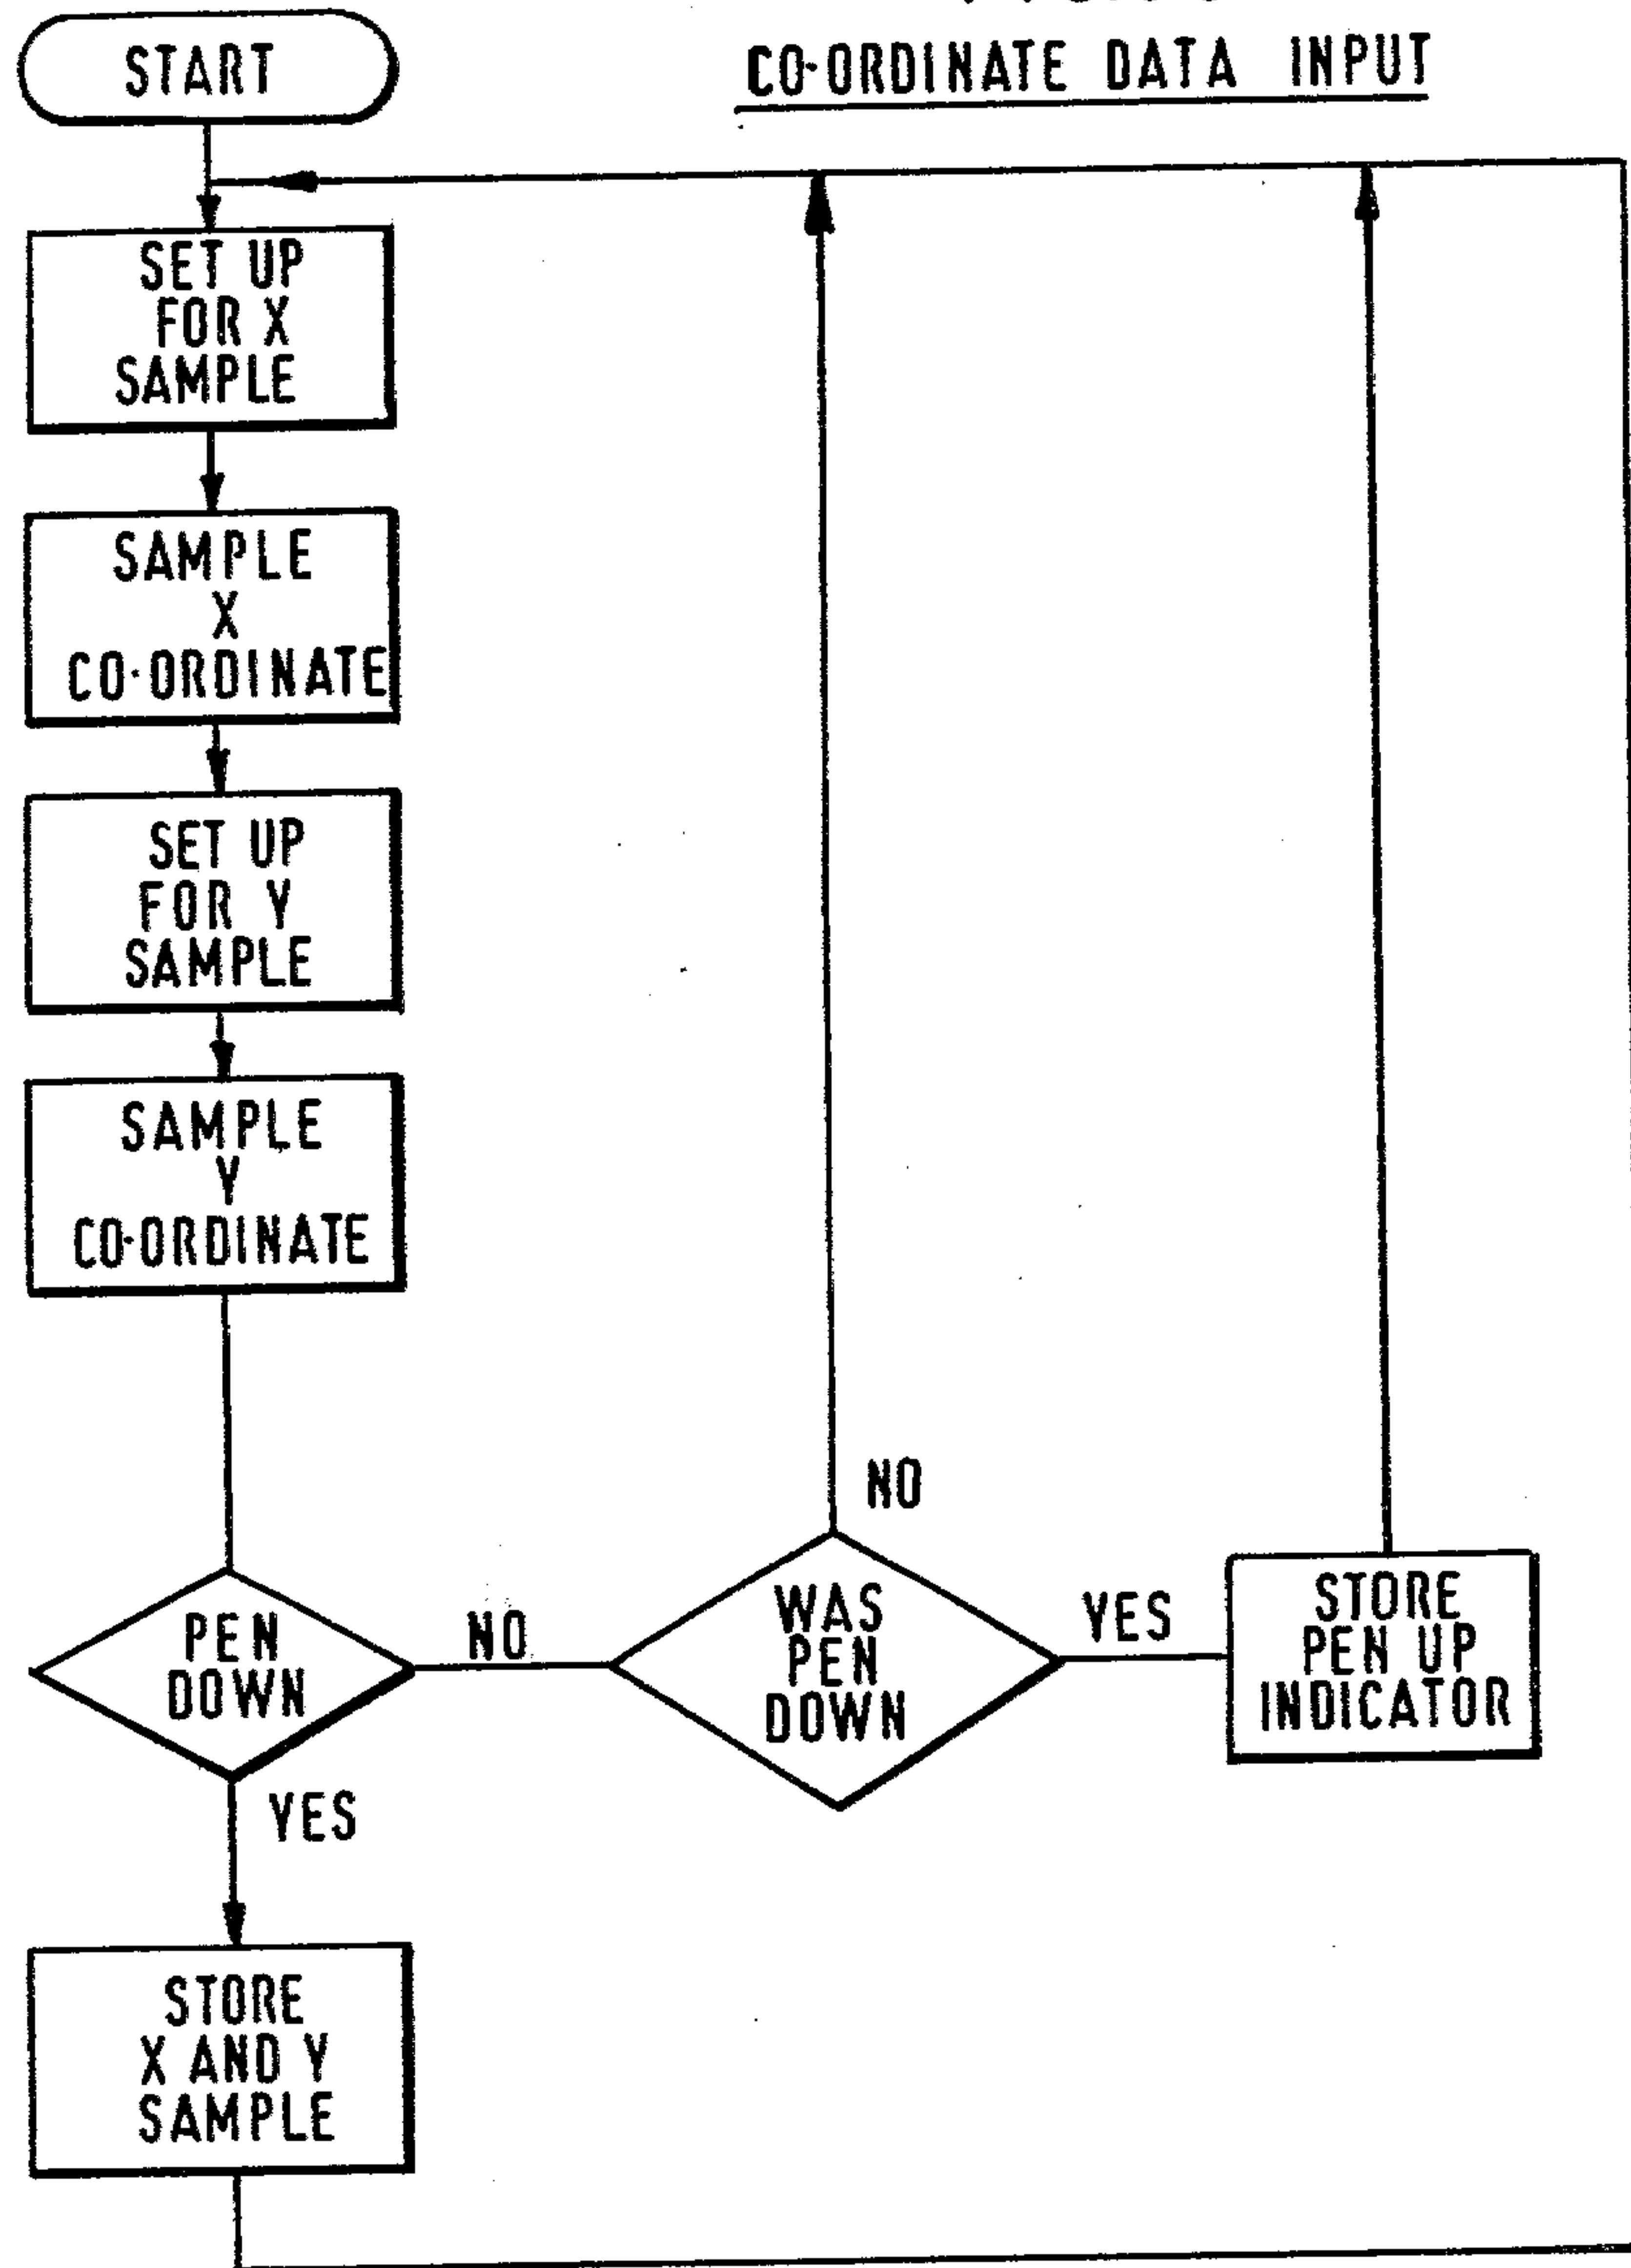 CO-ORDINATE DATA INPUT
START
SET UP
FOR X
SAMPLE
SAMPLE
X
CO-ORDINATE
SET UP
FOR Y
SAMPLE
SAMPLE
Y
CO-ORDINATE
PEN
DOWN
NO
WAS
PEN
DOWN
NO
YES
STORE
PEN UP
INDICATOR
YES
STORE
X AND Y
SAMPLE